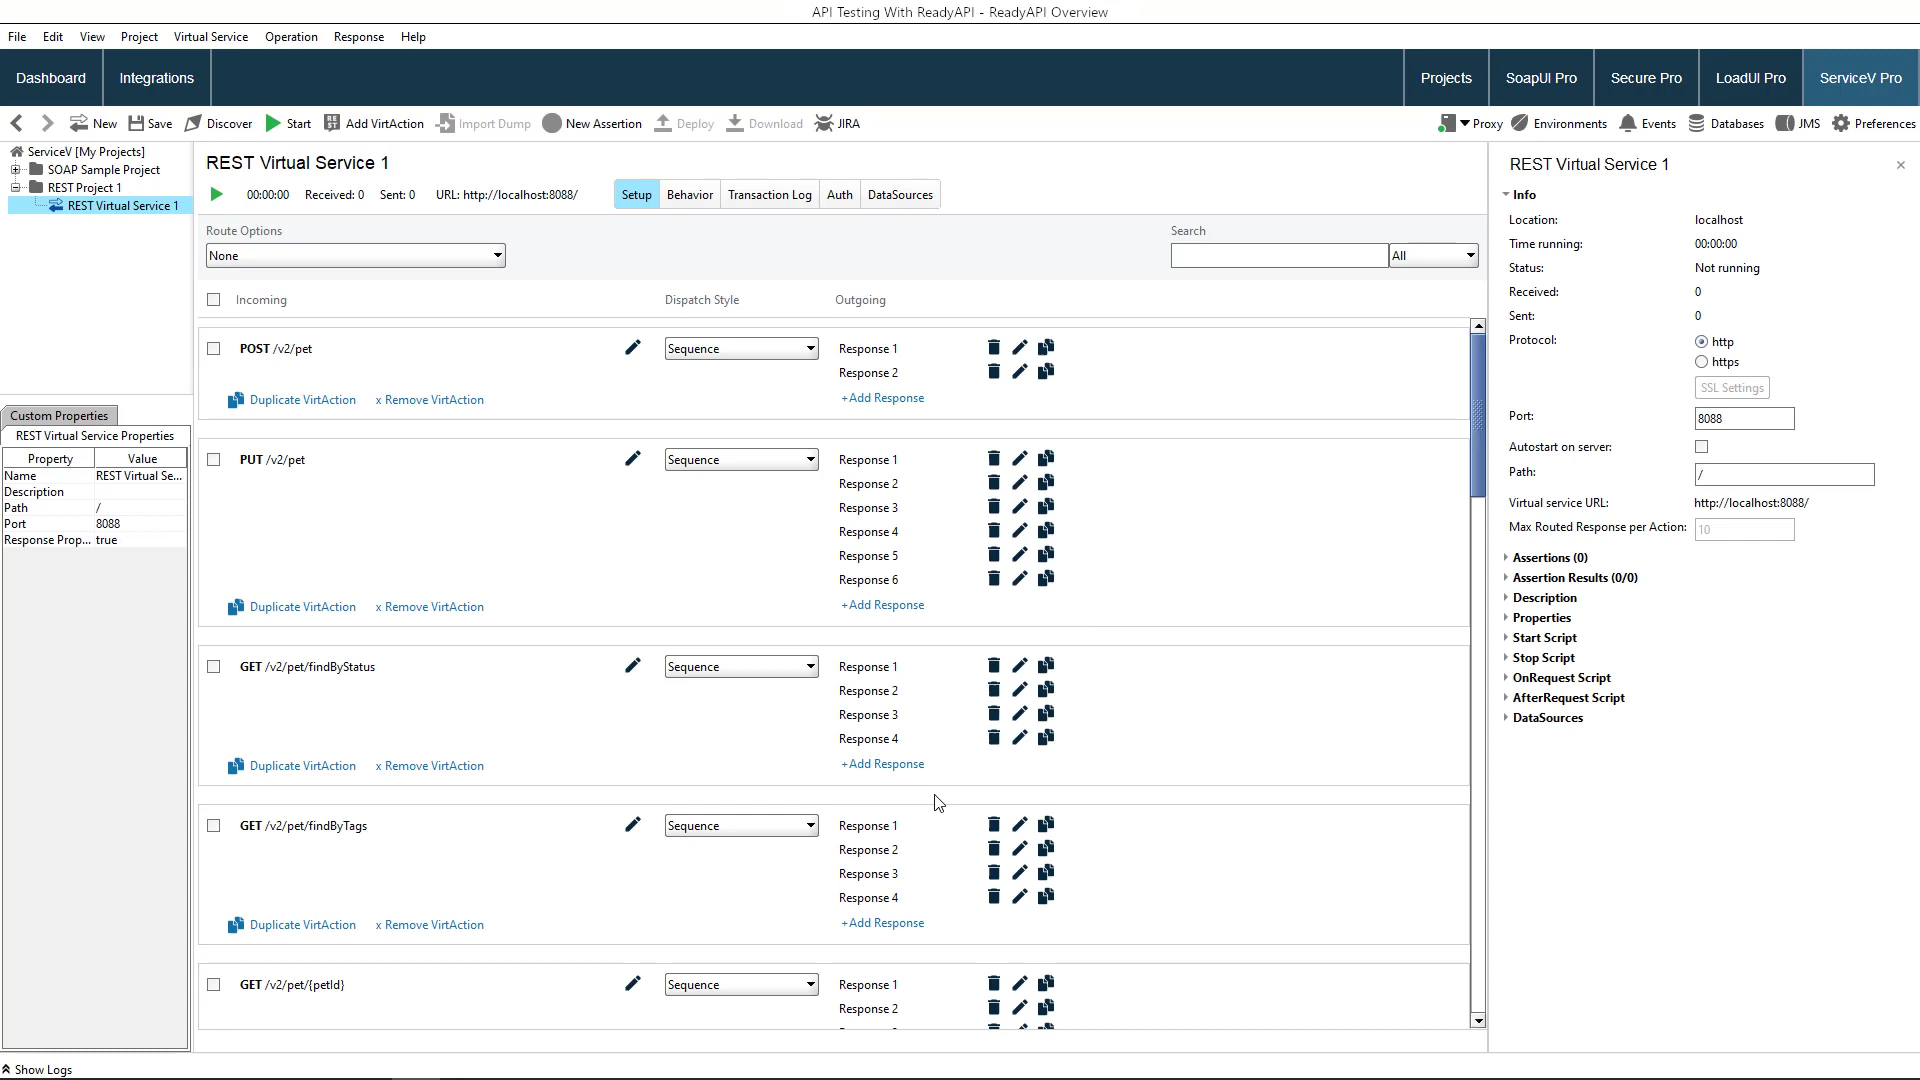 API Testing With ReadyAPI - ReadyAPI Overview
File Edit View Project Virtual Service Operation Response Help
Dashboard Integrations Projects SoapUI Pro Secure Pro LoadUI Pro ServiceV Pro
New Save Discover Start Add VirtAction Import Dump New Assertion Deploy Download JIRA Proxy Environments Events Databases JMS Preferences
ServiceV [My Projects]
SOAP Sample Project
REST Project 1
REST Virtual Service 1
Custom Properties
REST Virtual Service Properties
Property Value
Name REST Virtual Se...
Description
Path /
Port 8088
Response Prop... true
REST Virtual Service 1
00:00:00 Received: 0 Sent: 0 URL: http://localhost:8088/ Setup Behavior Transaction Log Auth DataSources
Route Options Search
None All
Incoming Dispatch Style Outgoing
POST /v2/pet Sequence Response 1
Response 2
Duplicate VirtAction x Remove VirtAction +Add Response
PUT /v2/pet Sequence Response 1
Response 2
Response 3
Response 4
Response 5
Response 6
Duplicate VirtAction x Remove VirtAction +Add Response
GET /v2/pet/findByStatus Sequence Response 1
Response 2
Response 3
Response 4
Duplicate VirtAction x Remove VirtAction +Add Response
GET /v2/pet/findByTags Sequence Response 1
Response 2
Response 3
Response 4
Duplicate VirtAction x Remove VirtAction +Add Response
GET /v2/pet/{petId} Sequence Response 1
Response 2
REST Virtual Service 1
Info
Location: localhost
Time running: 00:00:00
Status: Not running
Received: 0
Sent: 0
Protocol: http
https
SSL Settings
Port: 8088
Autostart on server:
Path: /
Virtual service URL: http://localhost:8088/
Max Routed Response per Action: 10
Assertions (0)
Assertion Results (0/0)
Description
Properties
Start Script
Stop Script
OnRequest Script
AfterRequest Script
DataSources
Show Logs